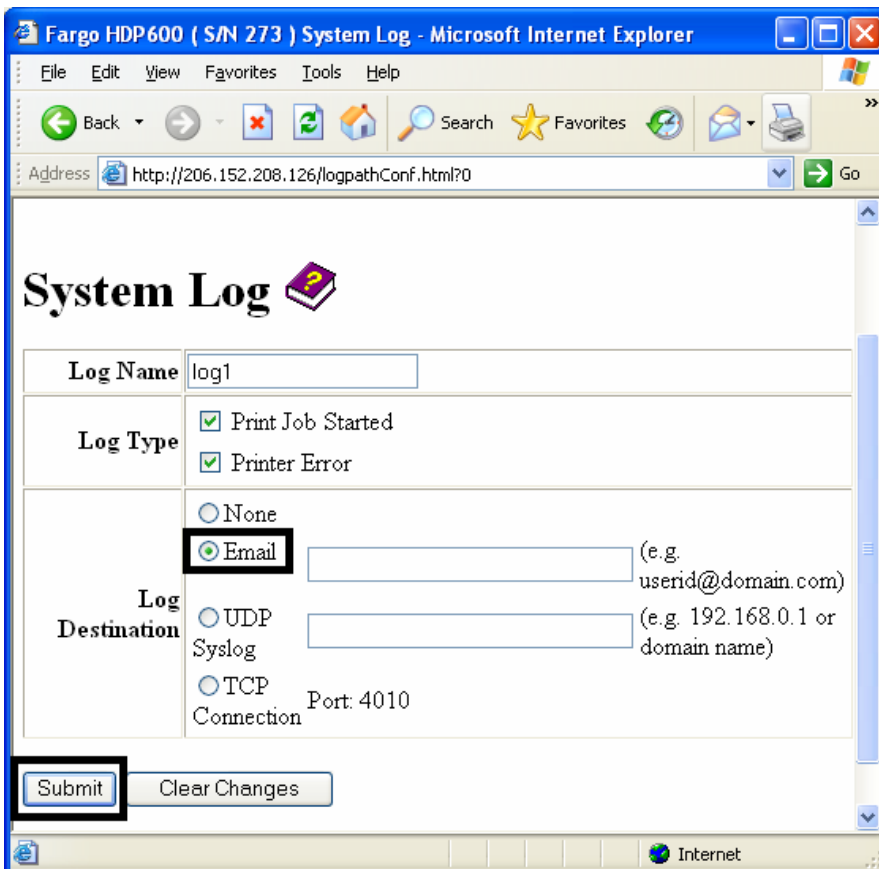 Fargo HDP600 ( S/N 273 ) System Log - Microsoft Internet Explorer
File Edit View Favorites Tools Help
Back Search Favorites »
Address http://206.152.208.126/logpathConf.html?0 Go
System Log ?
Log Name log1
Log Type
Print Job Started
Printer Error
Log Destination
None
Email (e.g. userid@domain.com)
UDP Syslog (e.g. 192.168.0.1 or domain name)
TCP Connection Port: 4010
Submit Clear Changes
Internet